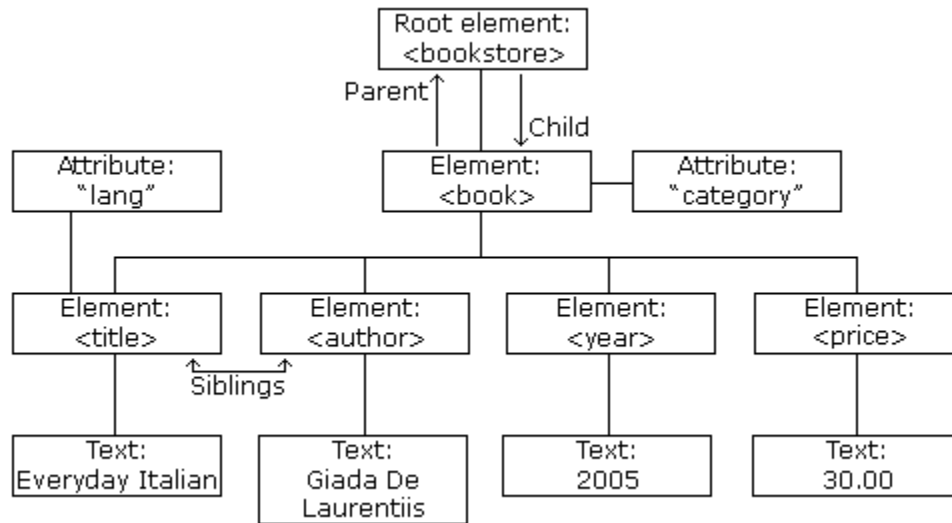 Root element:
<bookstore>
Parent
Child
Attribute:
“lang”
Element:
<book>
Attribute:
“category”
Element:
<title>
Element:
<author>
Element:
<year>
Element:
<price>
Siblings
Text:
Everyday Italian
Text:
Giada De
Laurentiis
Text:
2005
Text:
30.00